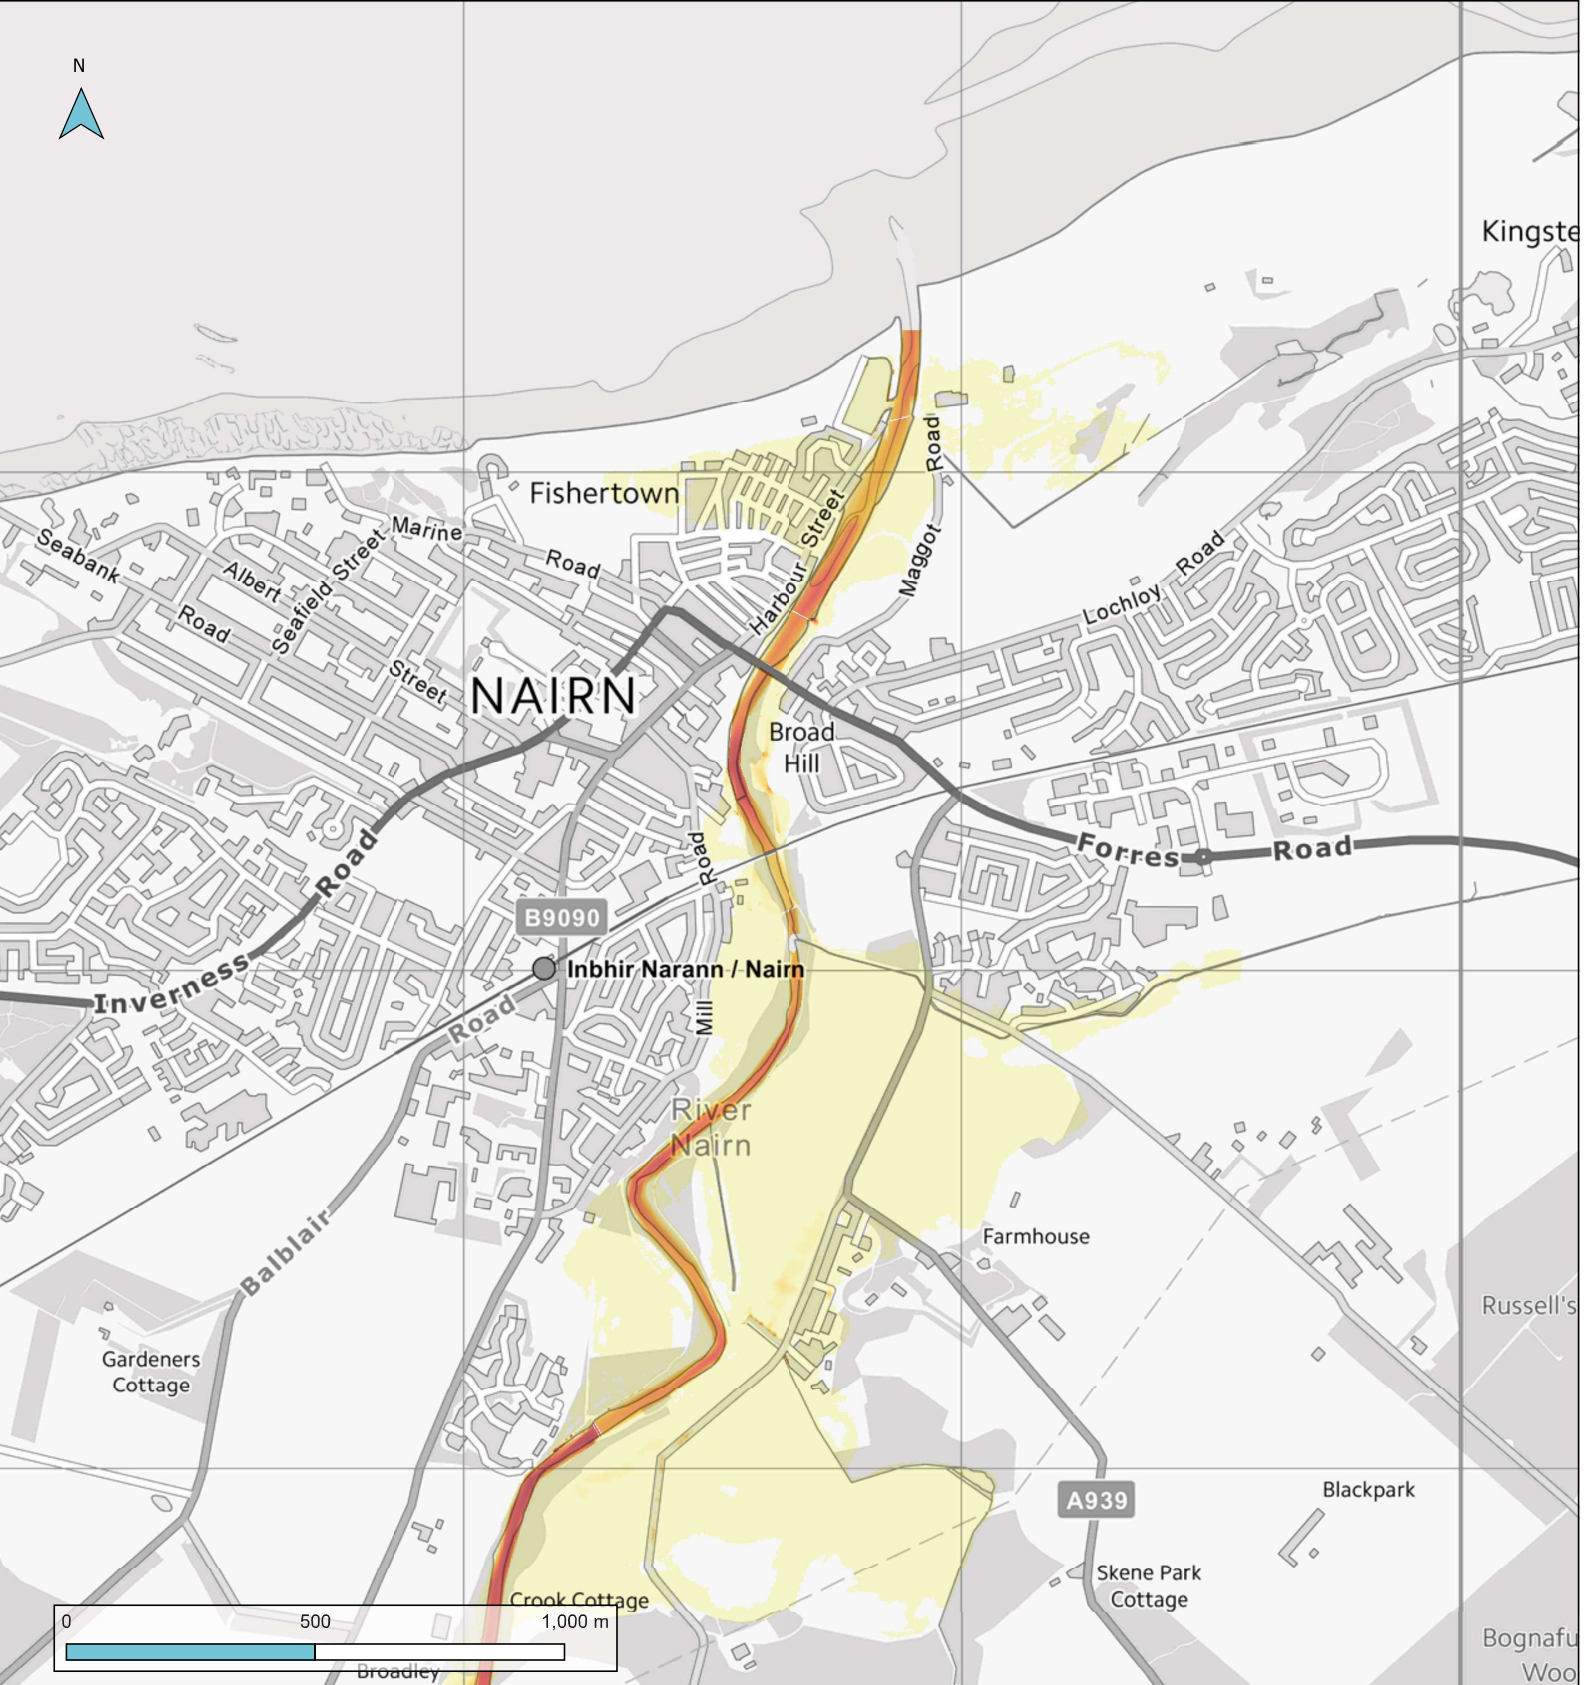 N
Kingste
Fishertown
Seabank
Road
Albert
Street
Seafield Street
Marine
Road
Harbour
Street
Road
Maggot
Lochloy Road
NAIRN
Broad
Hill
Forres Road
Inverness Road
Road
B9090
Inbhir Narann / Nairn
Mill
Road
Balblair
River
Nairn
Farmhouse
Russell's
Gardeners
Cottage
A939
Blackpark
Skene Park
Cottage
Crook Cottage
0 500 1,000 m
Broadley
Bognafu
Woo